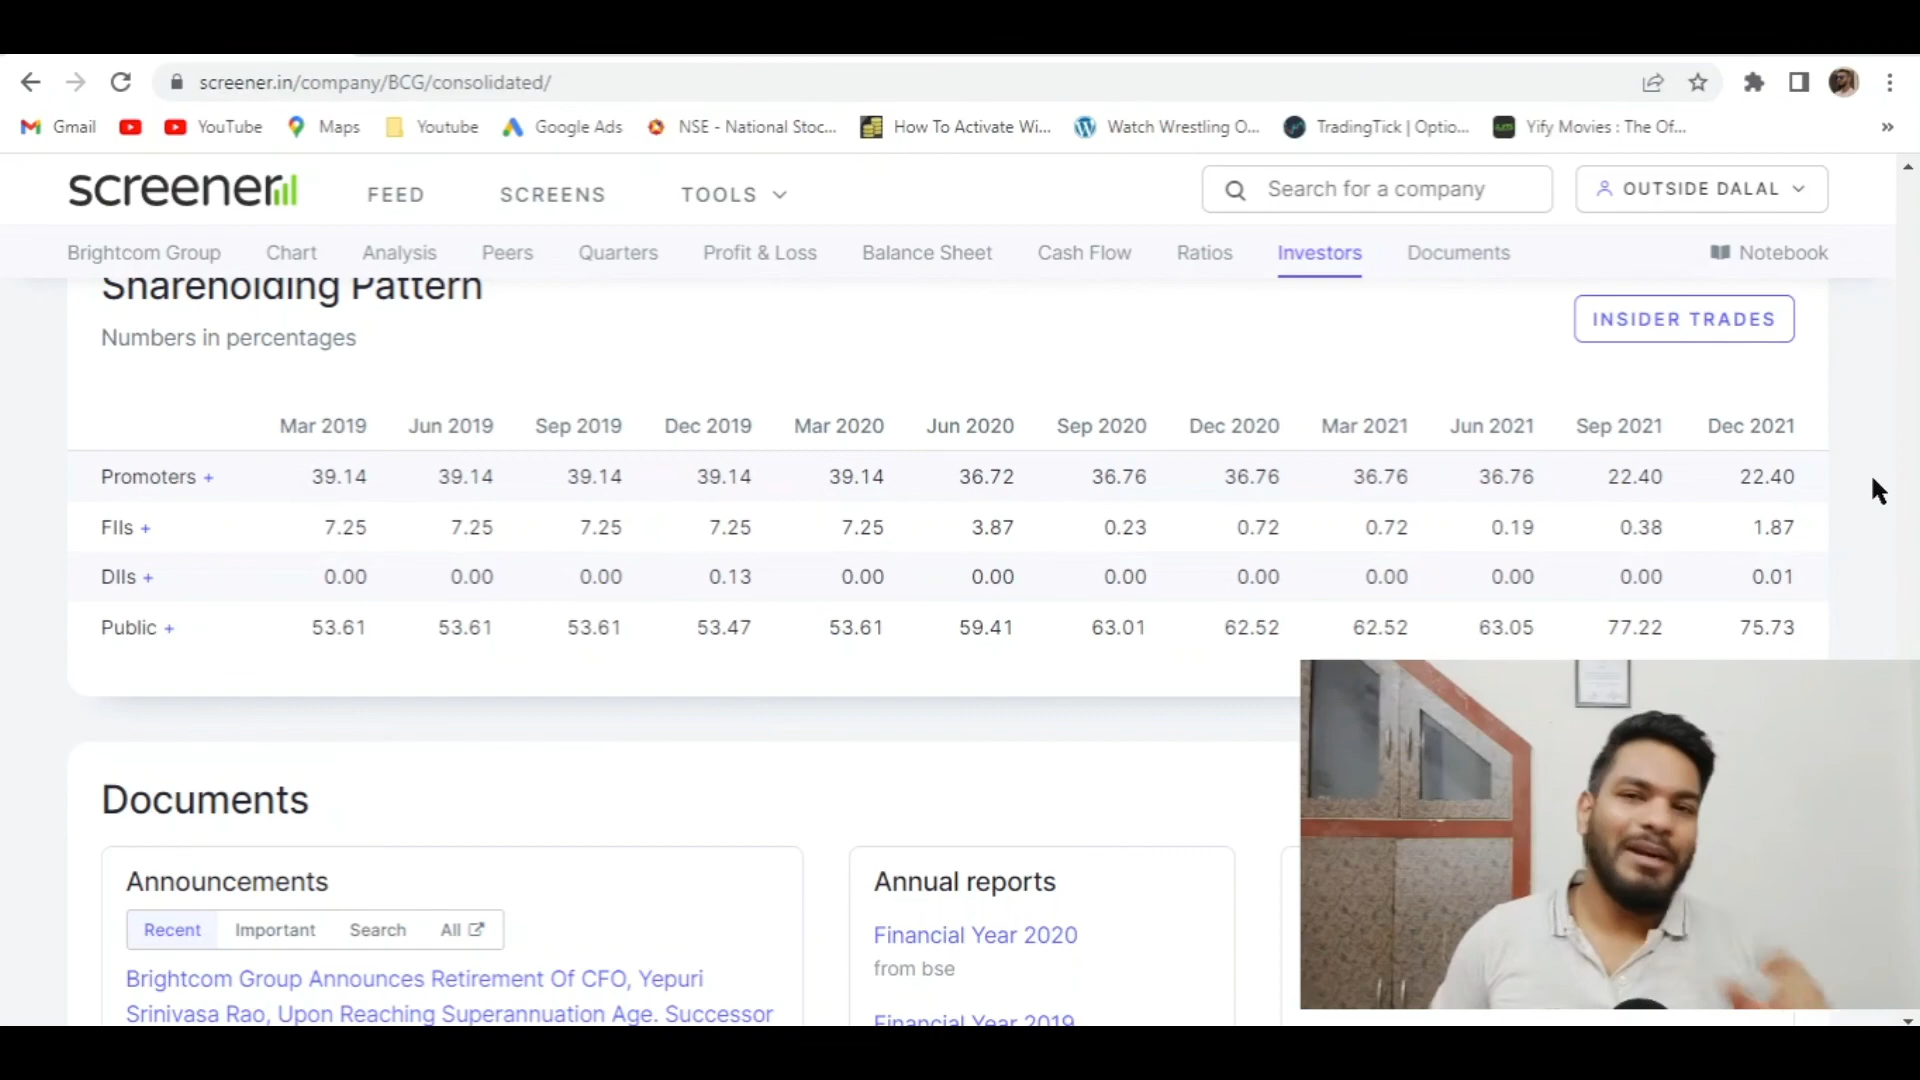 screener.in/company/BCG/consolidated/
Gmail YouTube Maps Youtube Google Ads NSE - National Stoc... How To Activate Wi... Watch Wrestling O... TradingTick | Optio... Yify Movies : The Of... »
screener FEED SCREENS TOOLS Search for a company OUTSIDE DALAL
Brightcom Group Chart Analysis Peers Quarters Profit & Loss Balance Sheet Cash Flow Ratios Investors Documents Notebook
Shareholding Pattern
Numbers in percentages
INSIDER TRADES
Mar 2019 Jun 2019 Sep 2019 Dec 2019 Mar 2020 Jun 2020 Sep 2020 Dec 2020 Mar 2021 Jun 2021 Sep 2021 Dec 2021
Promoters + 39.14 39.14 39.14 39.14 39.14 36.72 36.76 36.76 36.76 36.76 22.40 22.40
FIIs + 7.25 7.25 7.25 7.25 7.25 3.87 0.23 0.72 0.72 0.19 0.38 1.87
DIIs + 0.00 0.00 0.00 0.13 0.00 0.00 0.00 0.00 0.00 0.00 0.00 0.01
Public + 53.61 53.61 53.61 53.47 53.61 59.41 63.01 62.52 62.52 63.05 77.22 75.73
Documents
Announcements
Recent Important Search All
Brightcom Group Announces Retirement Of CFO, Yepuri
Srinivasa Rao, Upon Reaching Superannuation Age. Successor
Annual reports
Financial Year 2020
from bse
Financial Year 2019